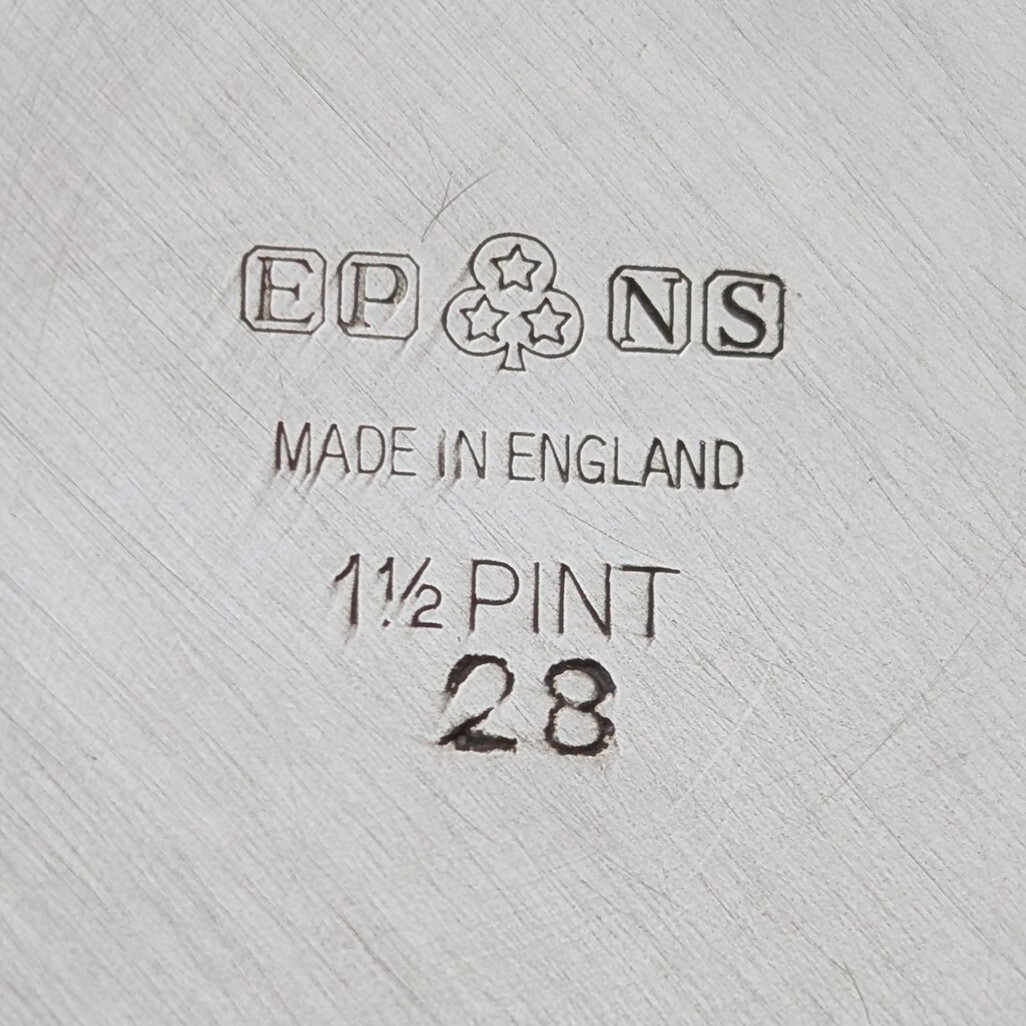 EP NS
MADE IN ENGLAND
1½ PINT
28